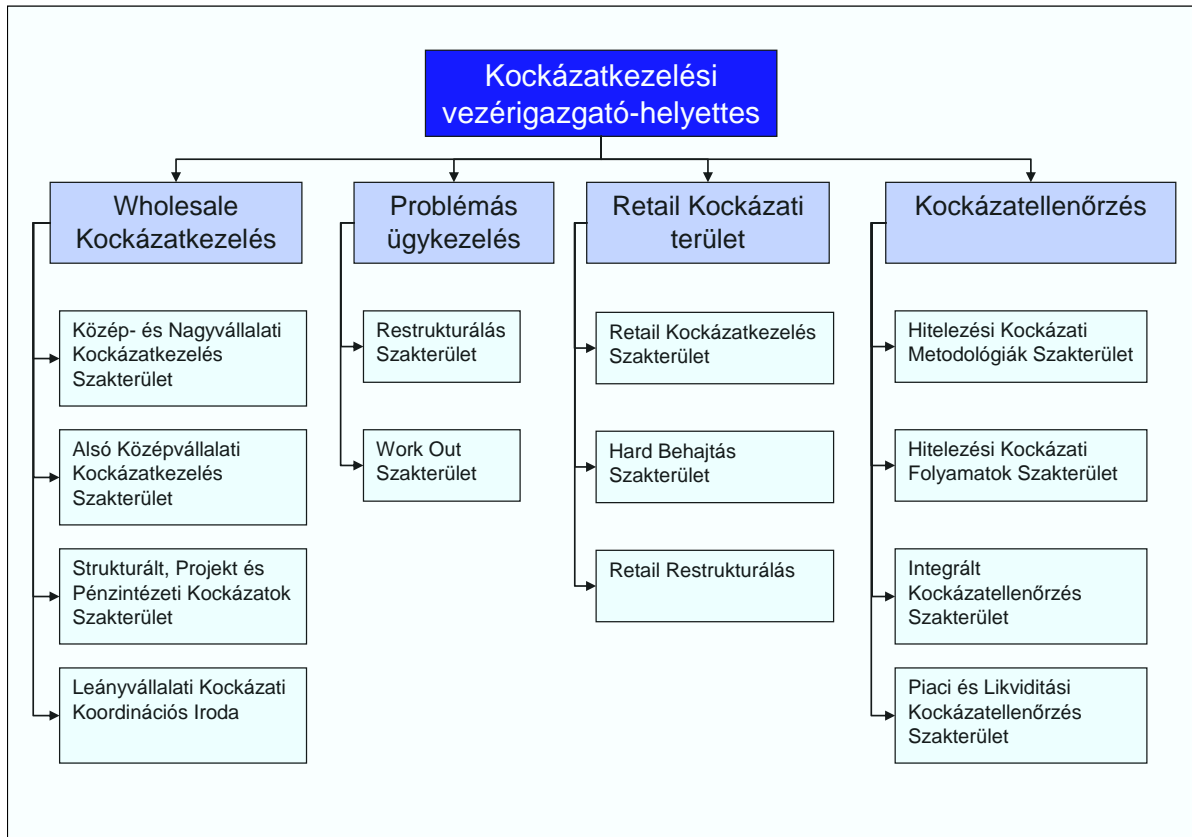 Kockázatkezelési
vezérigazgató-helyettes
Wholesale
Kockázatkezelés
Problémás
ügykezelés
Retail Kockázati
terület
Kockázatellenőrzés
Közép- és Nagyvállalati
Kockázatkezelés
Szakterület
Alsó Középvállalati
Kockázatkezelés
Szakterület
Strukturált, Projekt és
Pénzintézeti Kockázatok
Szakterület
Leányvállalati Kockázati
Koordinációs Iroda
Restrukturálás
Szakterület
Work Out
Szakterület
Retail Kockázatkezelés
Szakterület
Hard Behajtás
Szakterület
Retail Restrukturálás
Hitelezési Kockázati
Metodológiák Szakterület
Hitelezési Kockázati
Folyamatok Szakterület
Integrált
Kockázatellenőrzés
Szakterület
Piaci és Likviditási
Kockázatellenőrzés
Szakterület